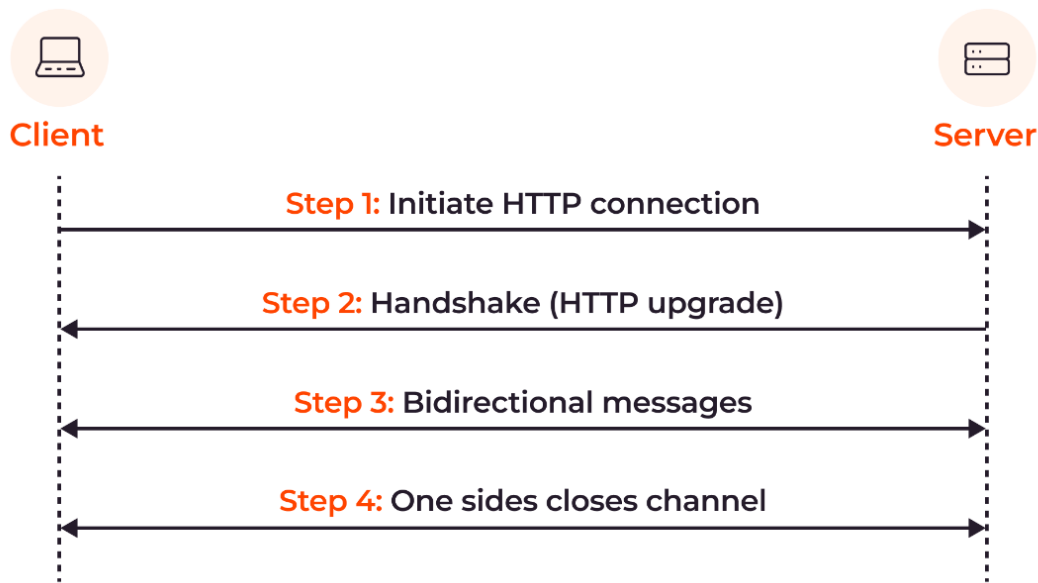 Client
Server
Step 1: Initiate HTTP connection
Step 2: Handshake (HTTP upgrade)
Step 3: Bidirectional messages
Step 4: One sides closes channel